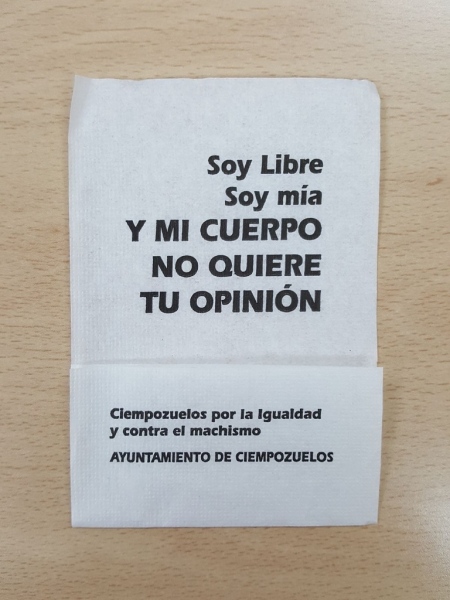 Soy Libre
Soy mía
Y MI CUERPO
NO QUIERE
TU OPINIÓN
Ciempozuelos por la Igualdad
y contra el machismo
AYUNTAMIENTO DE CIEMPOZUELOS